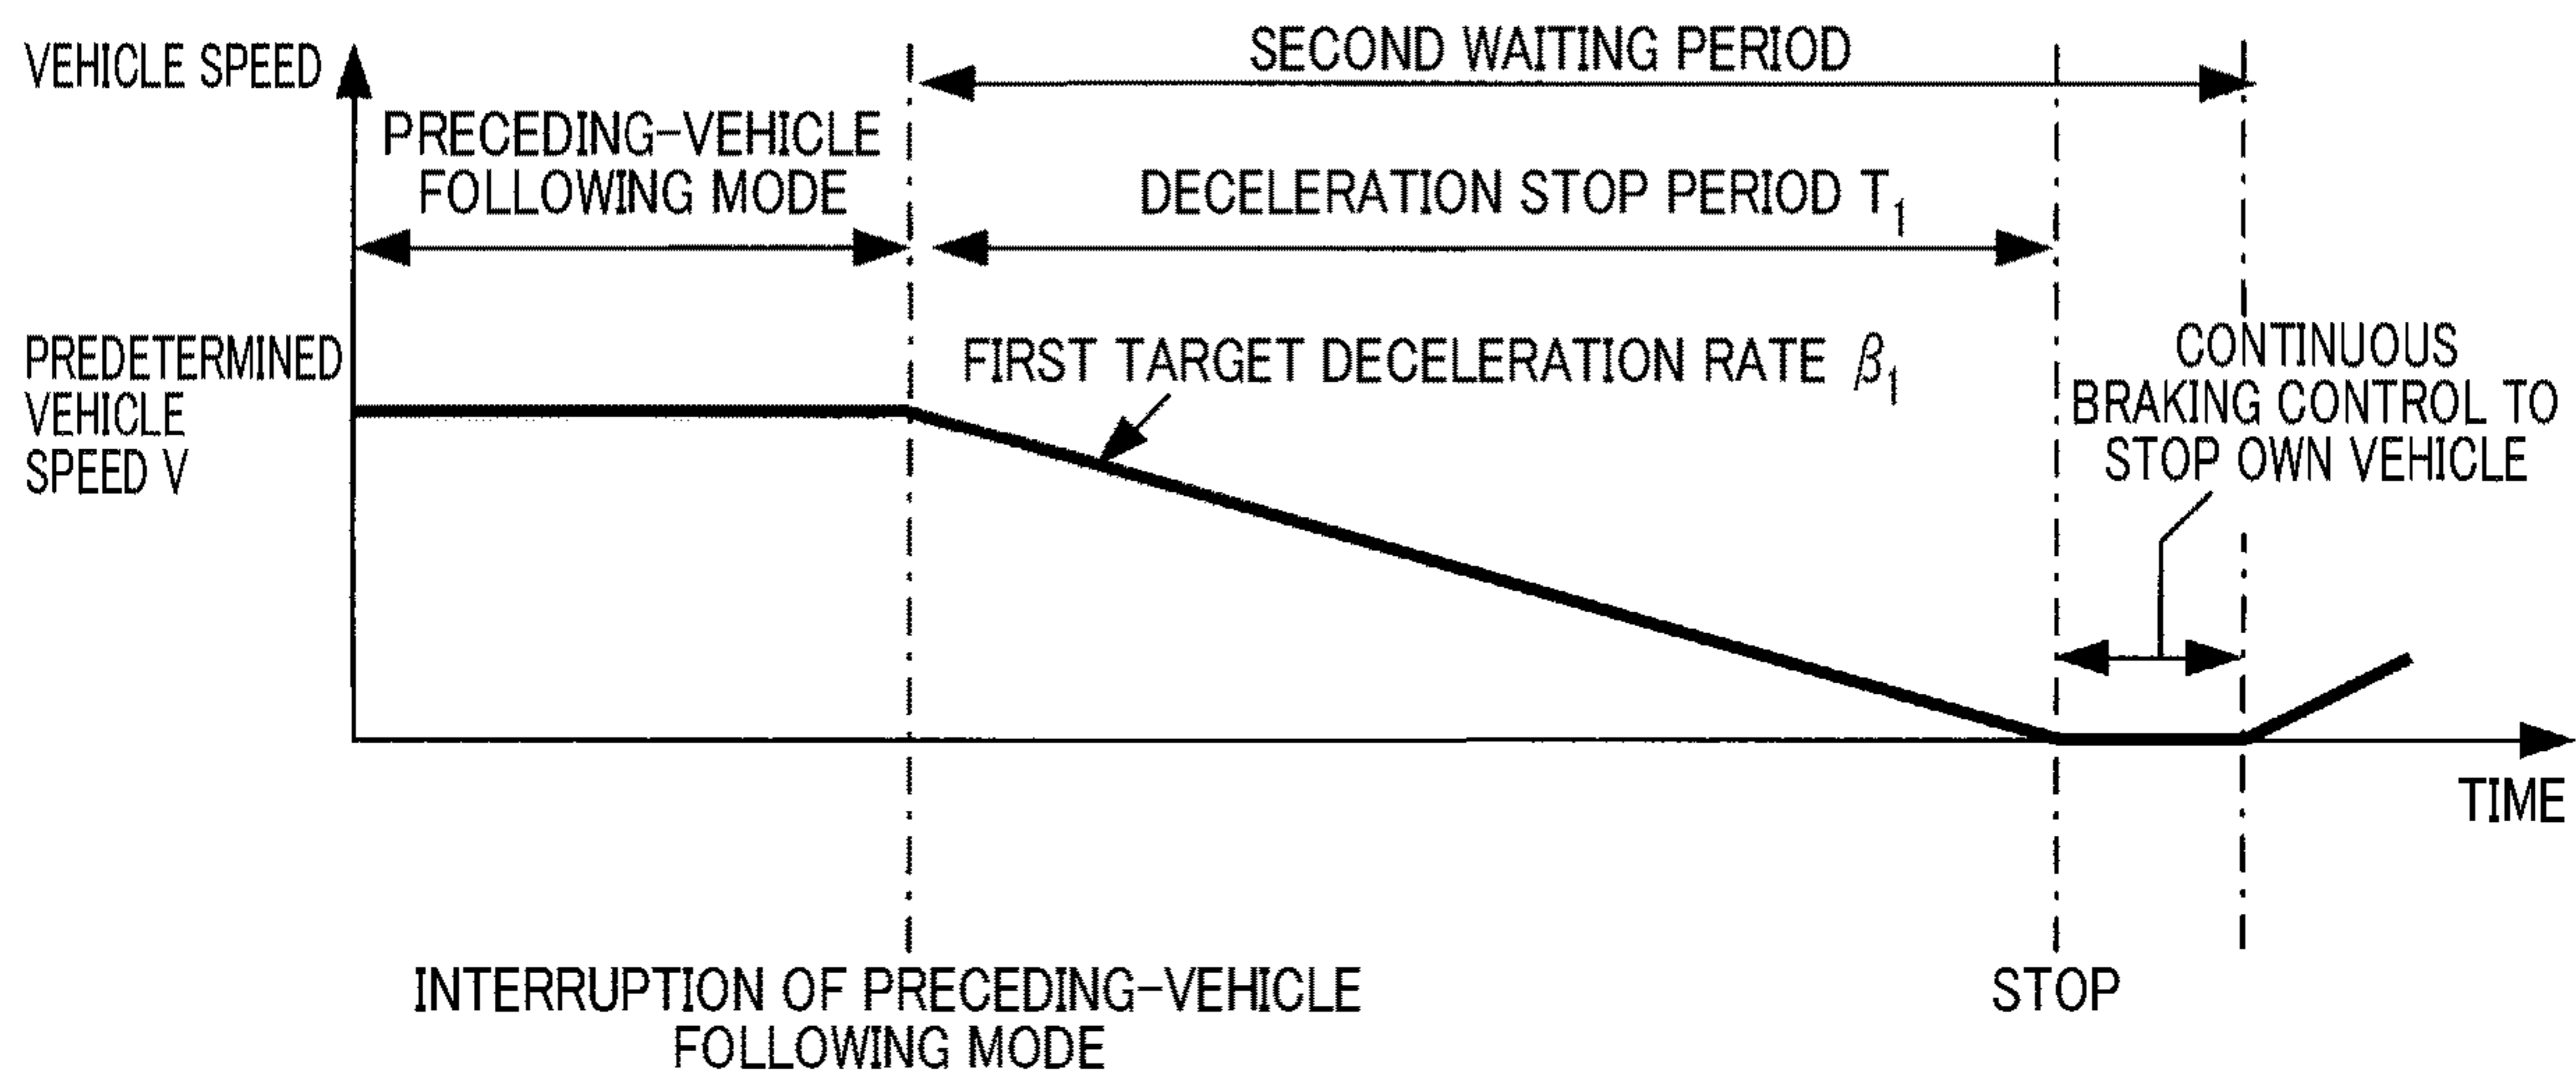 VEHICLE SPEED
SECOND WAITING PERIOD
PRECEDING-VEHICLE
FOLLOWING MODE
DECELERATION STOP PERIOD T₁
PREDETERMINED
VEHICLE
SPEED V
FIRST TARGET DECELERATION RATE β₁
CONTINUOUS
BRAKING CONTROL TO
STOP OWN VEHICLE
TIME
INTERRUPTION OF PRECEDING-VEHICLE
FOLLOWING MODE
STOP